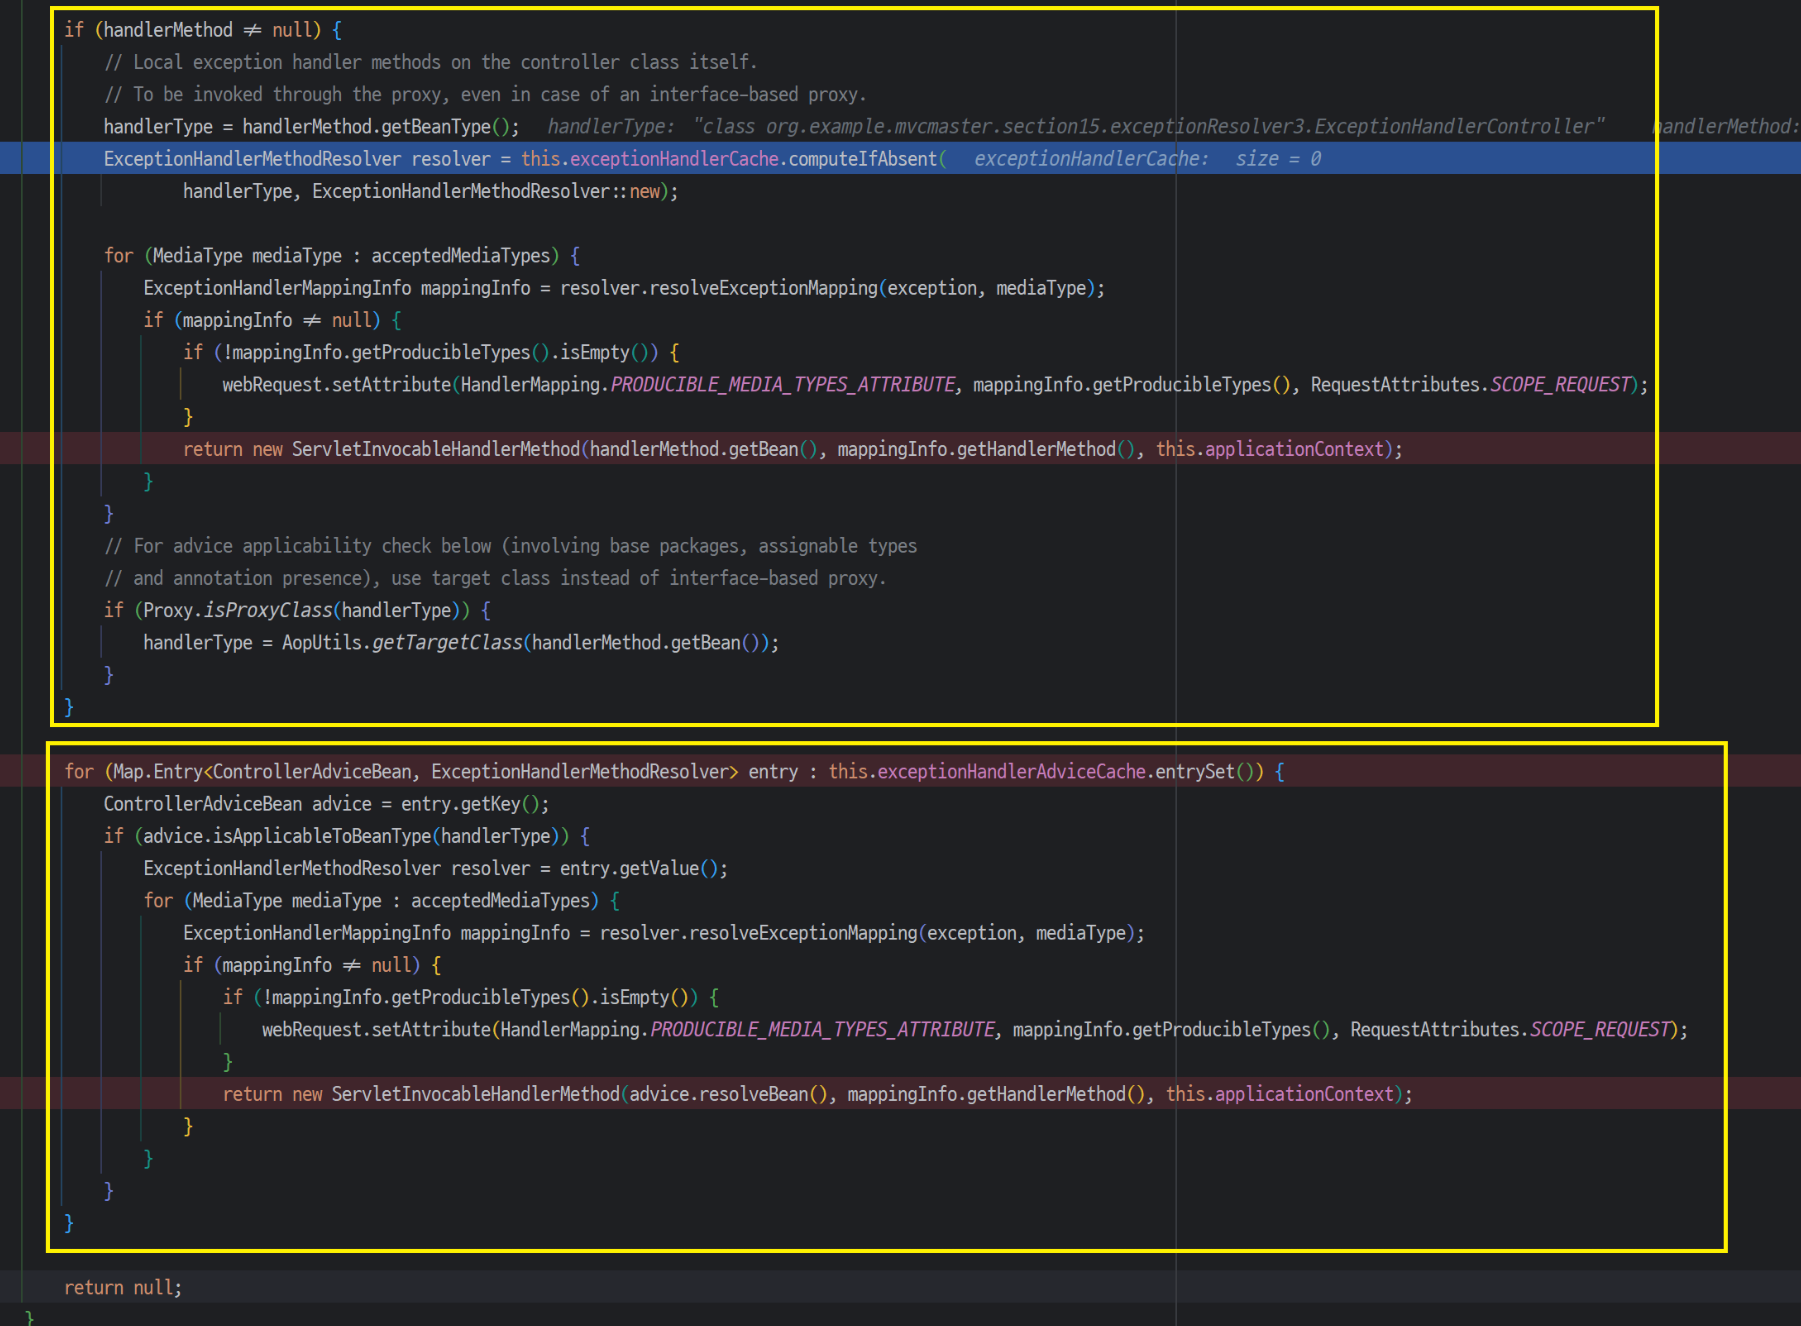 if (handlerMethod ≠ null) {
// Local exception handler methods on the controller class itself.
// To be invoked through the proxy, even in case of an interface-based proxy.
handlerType = handlerMethod.getBeanType();   handlerType: "class org.example.mvcmaster.section15.exceptionResolver3.ExceptionHandlerController"   handlerMethod:
ExceptionHandlerMethodResolver resolver = this.exceptionHandlerCache.computeIfAbsent(   exceptionHandlerCache:  size = 0
handlerType, ExceptionHandlerMethodResolver::new);
for (MediaType mediaType : acceptedMediaTypes) {
ExceptionHandlerMappingInfo mappingInfo = resolver.resolveExceptionMapping(exception, mediaType);
if (mappingInfo ≠ null) {
if (!mappingInfo.getProducibleTypes().isEmpty()) {
webRequest.setAttribute(HandlerMapping.PRODUCIBLE_MEDIA_TYPES_ATTRIBUTE, mappingInfo.getProducibleTypes(), RequestAttributes.SCOPE_REQUEST);
}
return new ServletInvocableHandlerMethod(handlerMethod.getBean(), mappingInfo.getHandlerMethod(), this.applicationContext);
}
}
// For advice applicability check below (involving base packages, assignable types
// and annotation presence), use target class instead of interface-based proxy.
if (Proxy.isProxyClass(handlerType)) {
handlerType = AopUtils.getTargetClass(handlerMethod.getBean());
}
}
for (Map.Entry<ControllerAdviceBean, ExceptionHandlerMethodResolver> entry : this.exceptionHandlerAdviceCache.entrySet()) {
ControllerAdviceBean advice = entry.getKey();
if (advice.isApplicableToBeanType(handlerType)) {
ExceptionHandlerMethodResolver resolver = entry.getValue();
for (MediaType mediaType : acceptedMediaTypes) {
ExceptionHandlerMappingInfo mappingInfo = resolver.resolveExceptionMapping(exception, mediaType);
if (mappingInfo ≠ null) {
if (!mappingInfo.getProducibleTypes().isEmpty()) {
webRequest.setAttribute(HandlerMapping.PRODUCIBLE_MEDIA_TYPES_ATTRIBUTE, mappingInfo.getProducibleTypes(), RequestAttributes.SCOPE_REQUEST);
}
return new ServletInvocableHandlerMethod(advice.resolveBean(), mappingInfo.getHandlerMethod(), this.applicationContext);
}
}
}
}
return null;
}